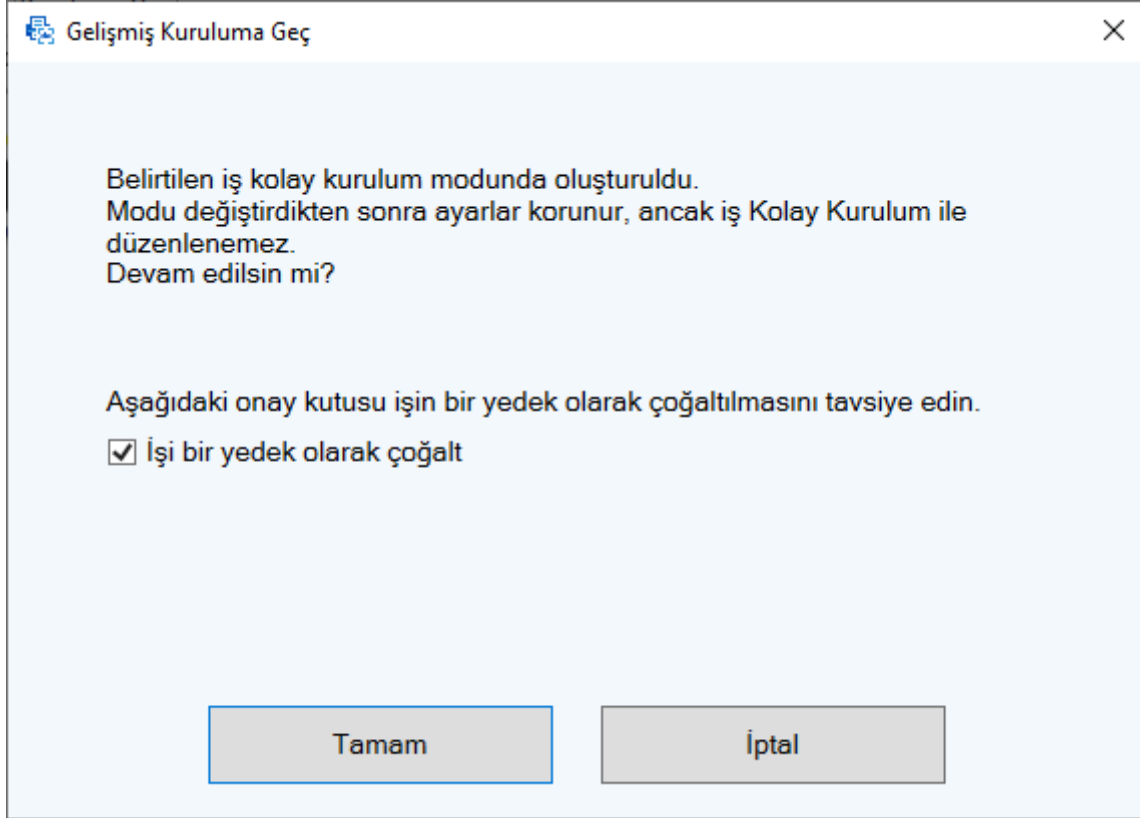 Gelişmiş Kuruluma Geç
Belirtilen iş kolay kurulum modunda oluşturuldu.
Modu değiştirdikten sonra ayarlar korunur, ancak iş Kolay Kurulum ile
düzenlenemez.
Devam edilsin mi?
Aşağıdaki onay kutusu işin bir yedek olarak çoğaltılmasını tavsiye edin.
İşi bir yedek olarak çoğalt
Tamam
İptal